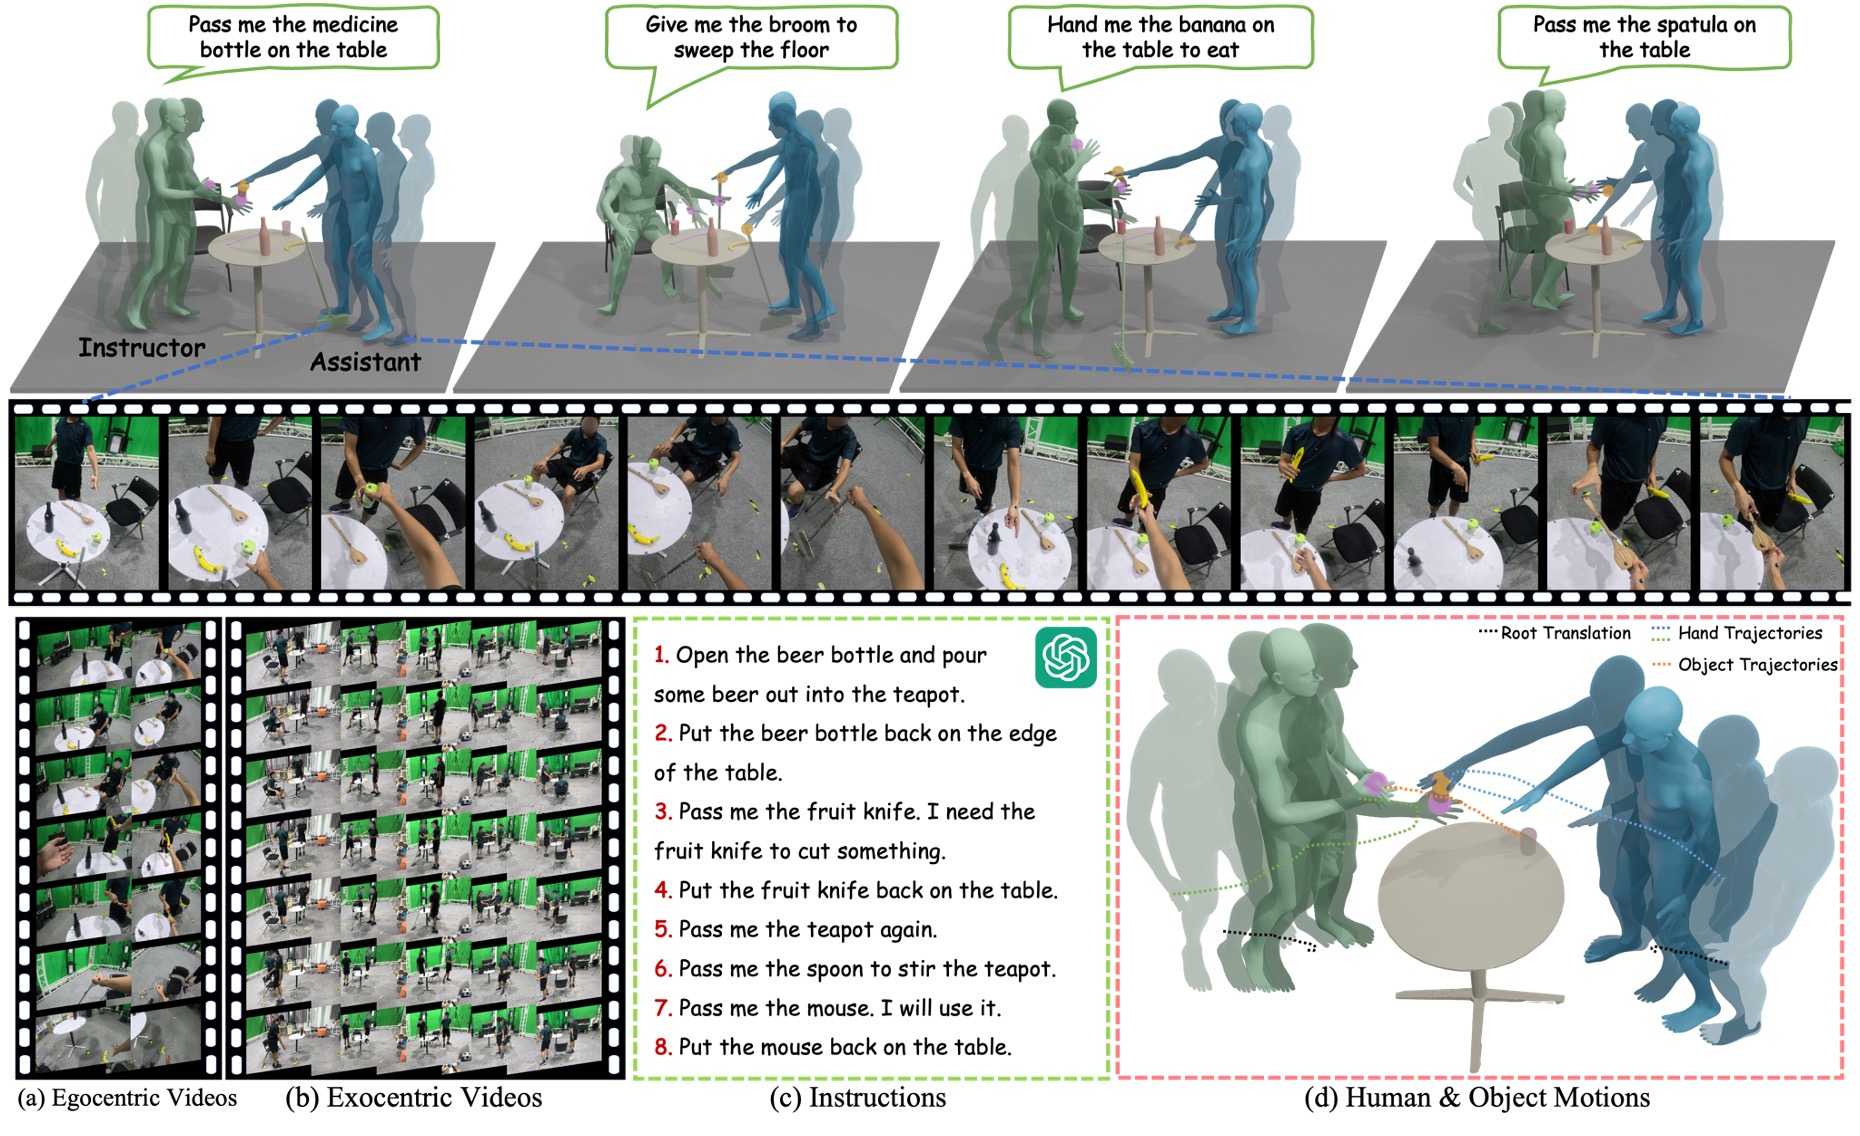 Pass me the medicine
bottle on the table
Give me the broom to
sweep the floor
Hand me the banana on
the table to eat
Pass me the spatula on
the table
Instructor
Assistant
1. Open the beer bottle and pour
some beer out into the teapot.
2. Put the beer bottle back on the edge
of the table.
3. Pass me the fruit knife. I need the
fruit knife to cut something.
4. Put the fruit knife back on the table.
5. Pass me the teapot again.
6. Pass me the spoon to stir the teapot.
7. Pass me the mouse. I will use it.
8. Put the mouse back on the table.
Root Translation
Hand Trajectories
Object Trajectories
(a) Egocentric Videos
(b) Exocentric Videos
(c) Instructions
(d) Human & Object Motions